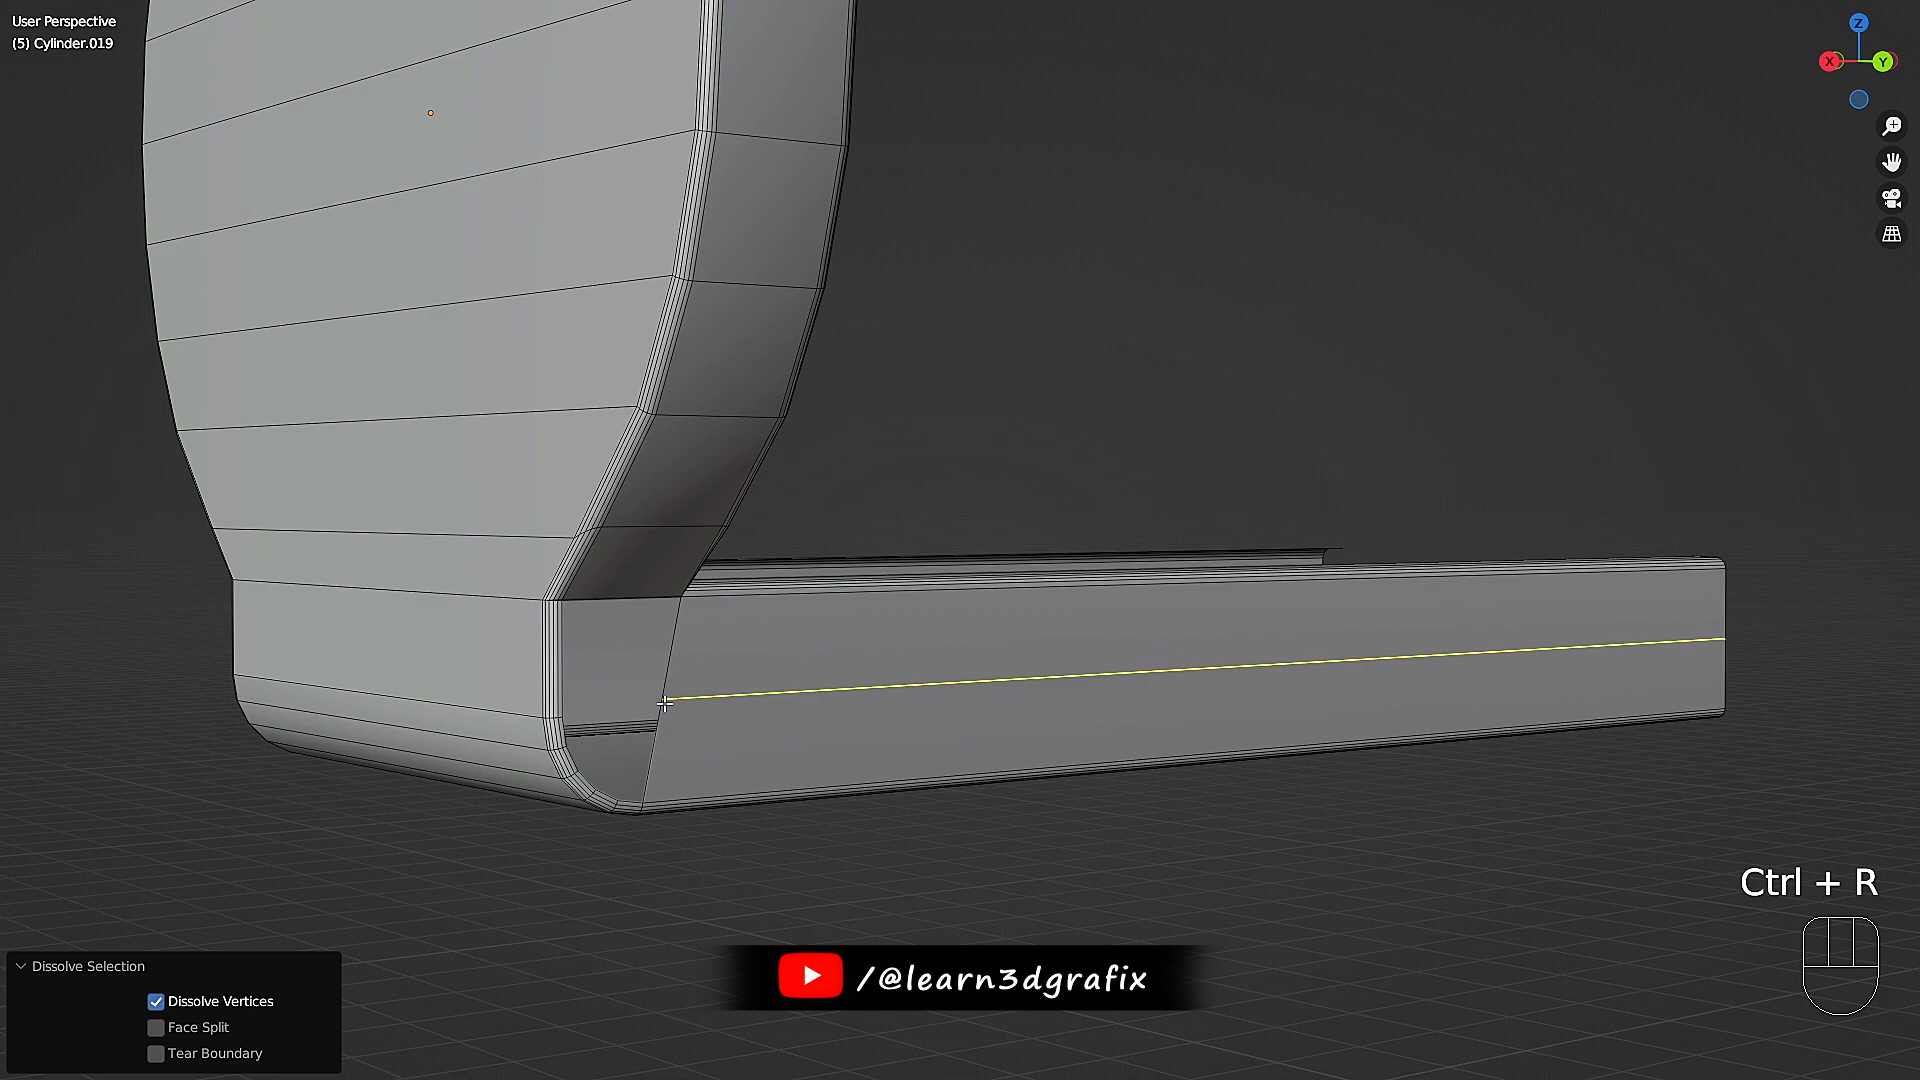 User Perspective
(5) Cylinder.019
Z
X
Y
Ctrl + R
Dissolve Selection
Dissolve Vertices
Face Split
Tear Boundary
/@learn3dgrafix